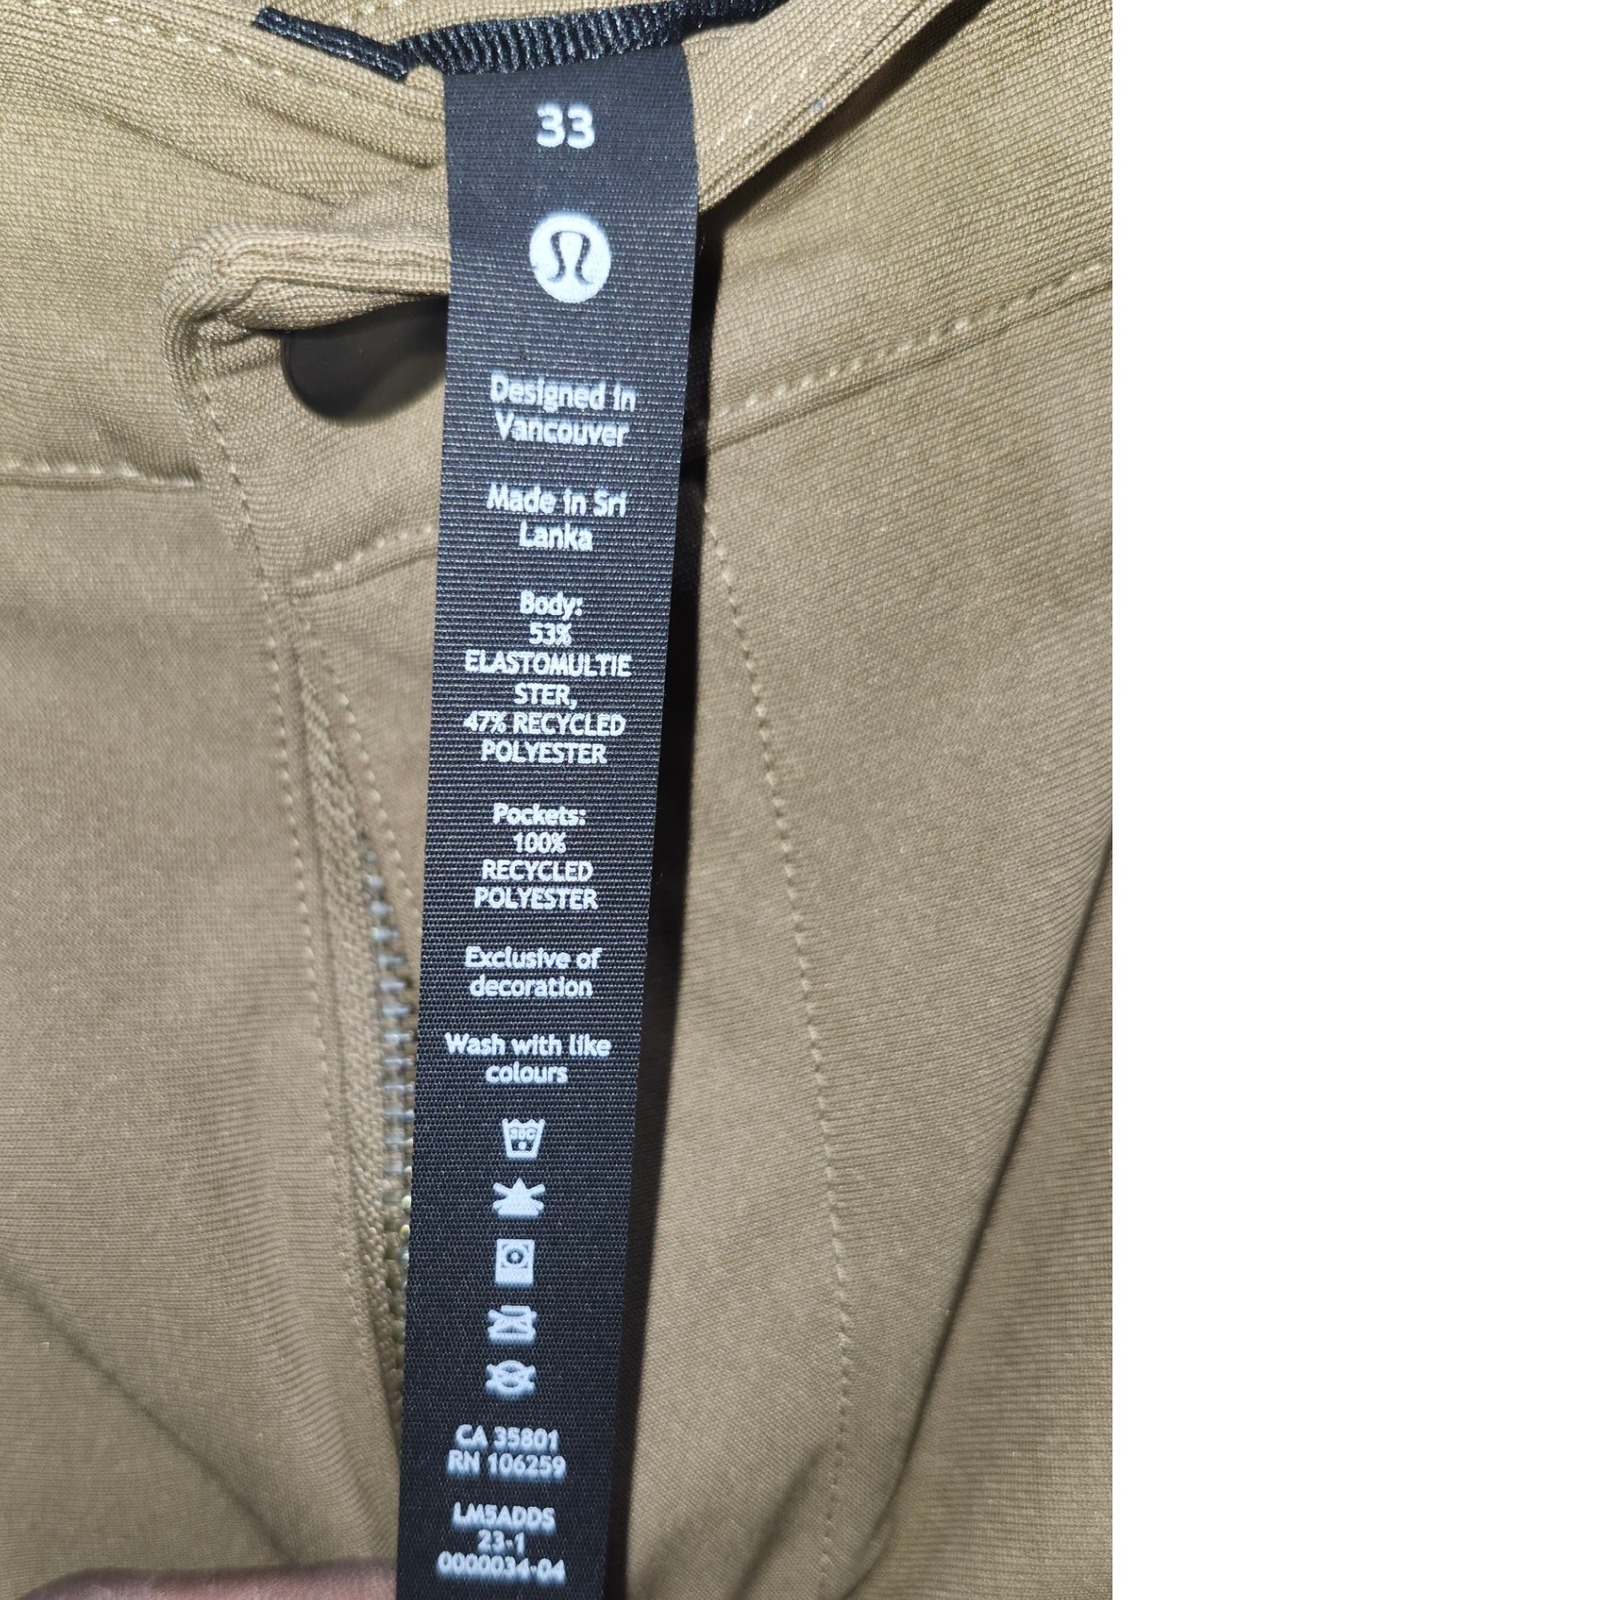 33
Designed in
Vancouver
Made in Sri
Lanka
Body:
53%
ELASTOMULTIE
STER,
47% RECYCLED
POLYESTER
Pockets:
100%
RECYCLED
POLYESTER
Exclusive of
decoration
Wash with like
colours
30C
CA 35801
RN 106259
LM5ADDS
23-1
0000034-04